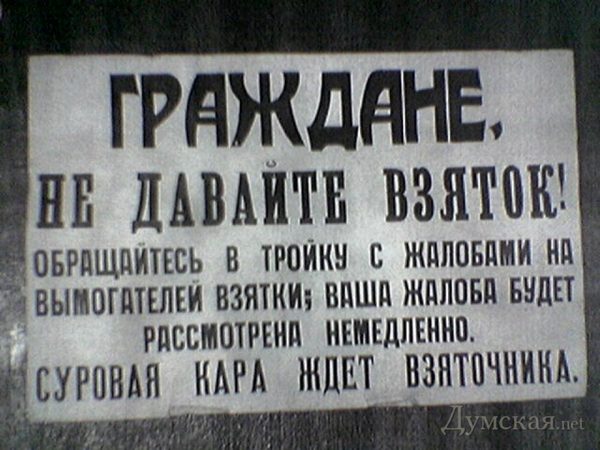 ГРАЖДАНЕ,
НЕ ДАВАЙТЕ ВЗЯТОК!
ОБРАЩАЙТЕСЬ В ТРОЙКУ С ЖАЛОБАМИ НА
ВЫМОГАТЕЛЕЙ ВЗЯТКИ; ВАША ЖАЛОБА БУДЕТ
РАССМОТРЕНА НЕМЕДЛЕННО.
СУРОВАЯ КАРА ЖДЕТ ВЗЯТОЧНИКА.
Думская.net